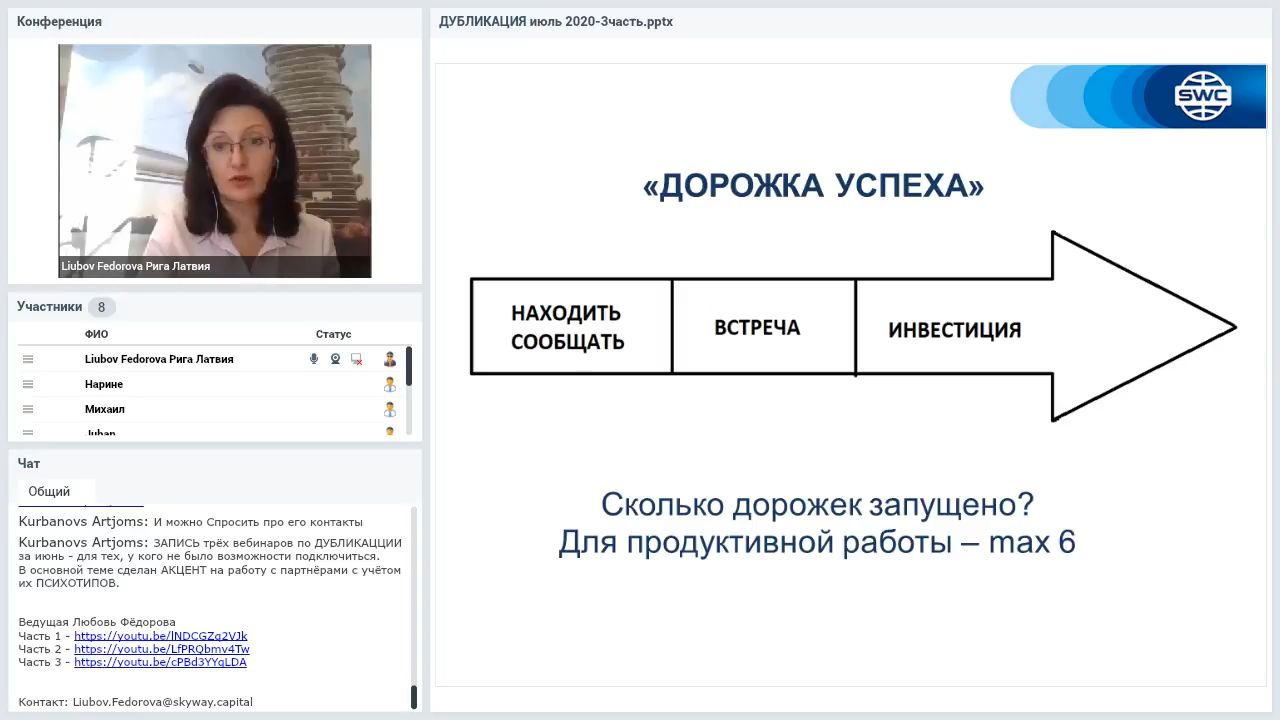 Конференция
Liubov Fedorova Рига Латвия
Участники 8
ФИО Статус
Liubov Fedorova Рига Латвия
Нарине
Михаил
Чат
Общий
Kurbanovs Artjoms: И можно Спросить про его контакты
Kurbanovs Artjoms: ЗАПИСЬ трёх вебинаров по ДУБЛИКАЦЦИИ
за июнь - для тех, у кого не было возможности подключиться.
В основной теме сделан АКЦЕНТ на работу с партнёрами с учётом
их ПСИХОТИПОВ.
Ведущая Любовь Фёдорова
Часть 1 - https://youtu.be/lNDCGZq2VJk
Часть 2 - https://youtu.be/LfPRQbmv4Tw
Часть 3 - https://youtu.be/cPBd3YYqLDA
Контакт: Liubov.Fedorova@skyway.capital
ДУБЛИКАЦИЯ июль 2020-3часть.pptx
SWC
«ДОРОЖКА УСПЕХА»
НАХОДИТЬ
СООБЩАТЬ
ВСТРЕЧА
ИНВЕСТИЦИЯ
Сколько дорожек запущено?
Для продуктивной работы – max 6